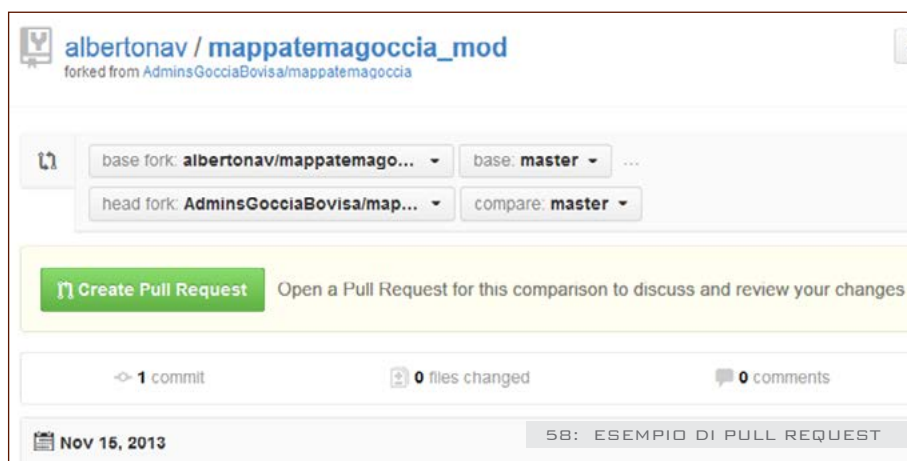 albertonav / mappatemagoccia_mod
forked from AdminsGocciaBovisa/mappatemagoccia
base fork: albertonav/mappatemago... base: master ...
head fork: AdminsGocciaBovisa/map... compare: master
Create Pull Request Open a Pull Request for this comparison to discuss and review your changes
1 commit 0 files changed 0 comments
Nov 15, 2013
58: ESEMPIO DI PULL REQUEST